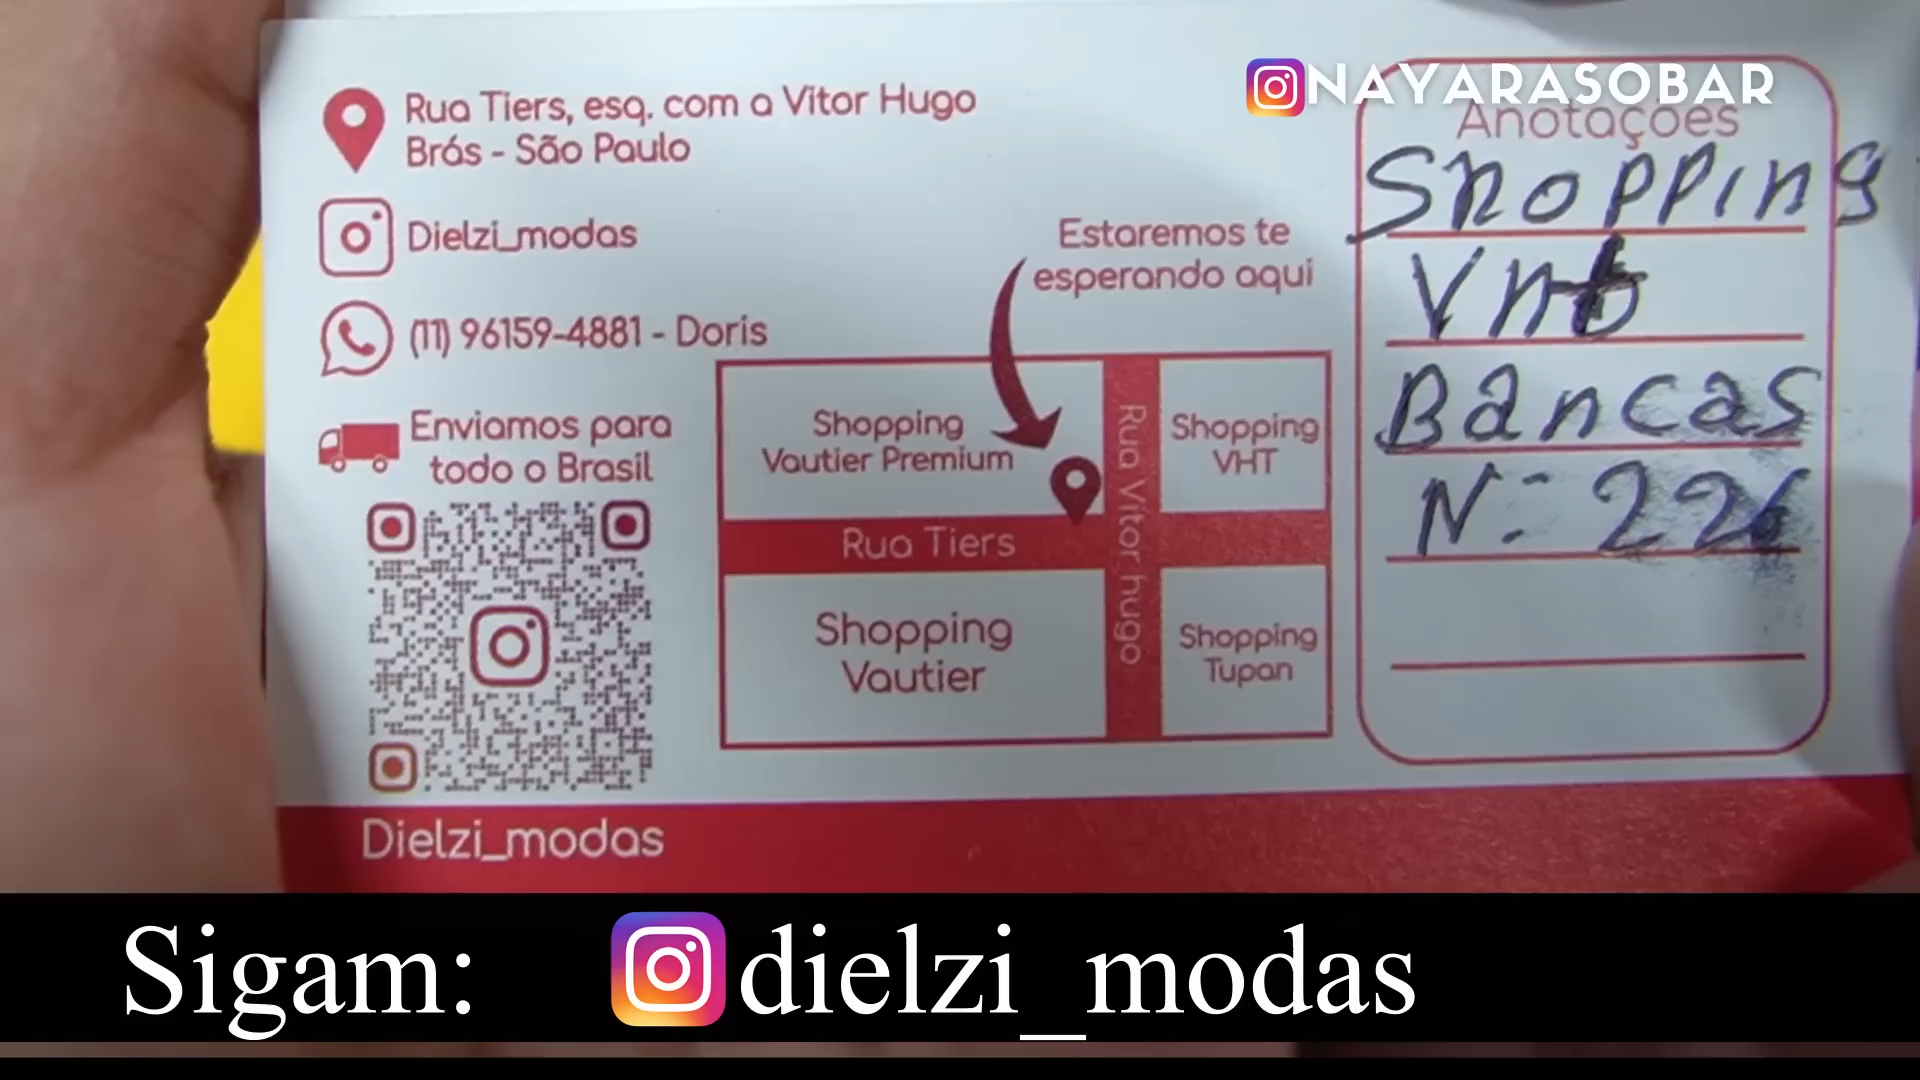 NAYARASOBAR
Rua Tiers, esq. com a Vitor Hugo
Brás - São Paulo
Dielzi_modas
(11) 96159-4881 - Doris
Enviamos para
todo o Brasil
Dielzi_modas
Estaremos te
esperando aqui
Shopping
Vautier Premium
Rua Vitor hugo
Shopping
VHT
Rua Tiers
Shopping
Vautier
Shopping
Tupan
Anotações
Shopping
Vht
Bancas
N: 226
Sigam: dielzi_modas